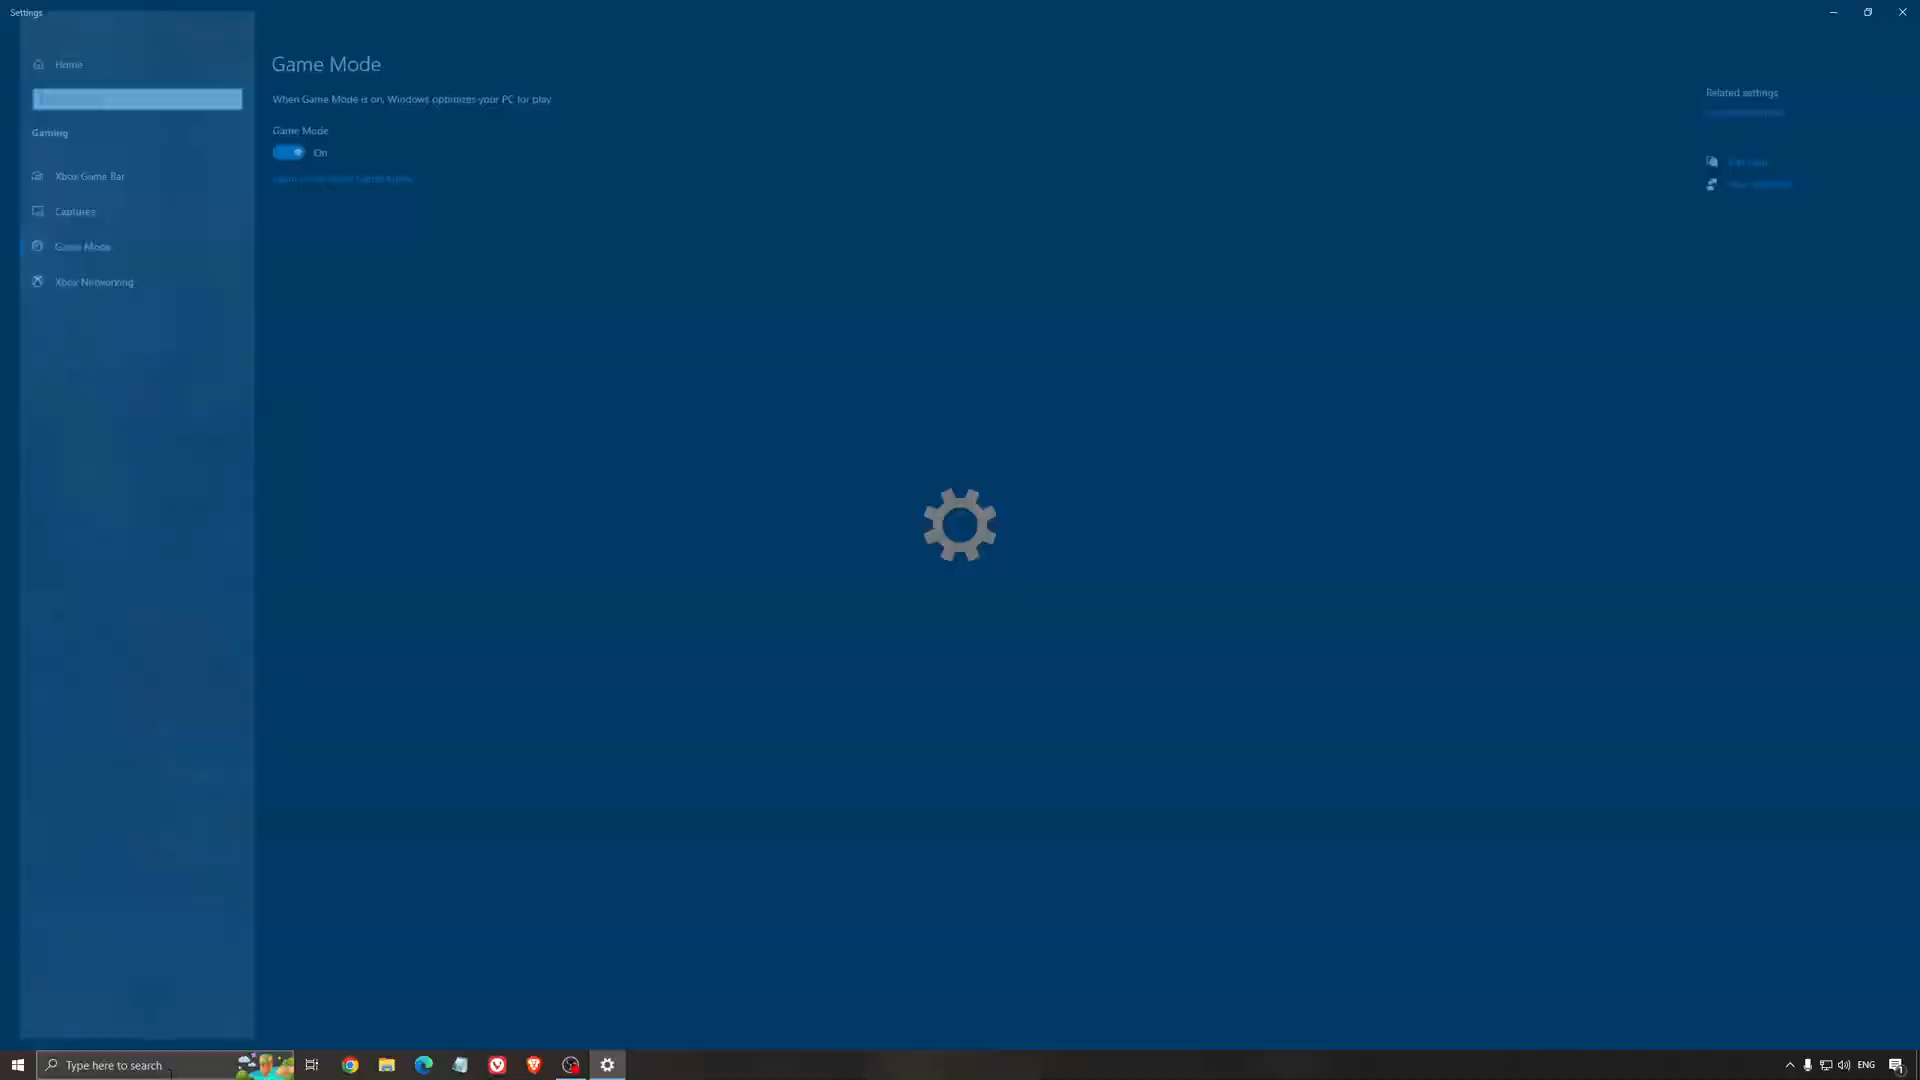 Settings
Home
Game Mode
When Game Mode is on, Windows optimizes your PC for play
Related settings
Gaming
Game Mode
On
Xbox Game Bar
Captures
Game Mode
Xbox Networking
Type here to search
ENG